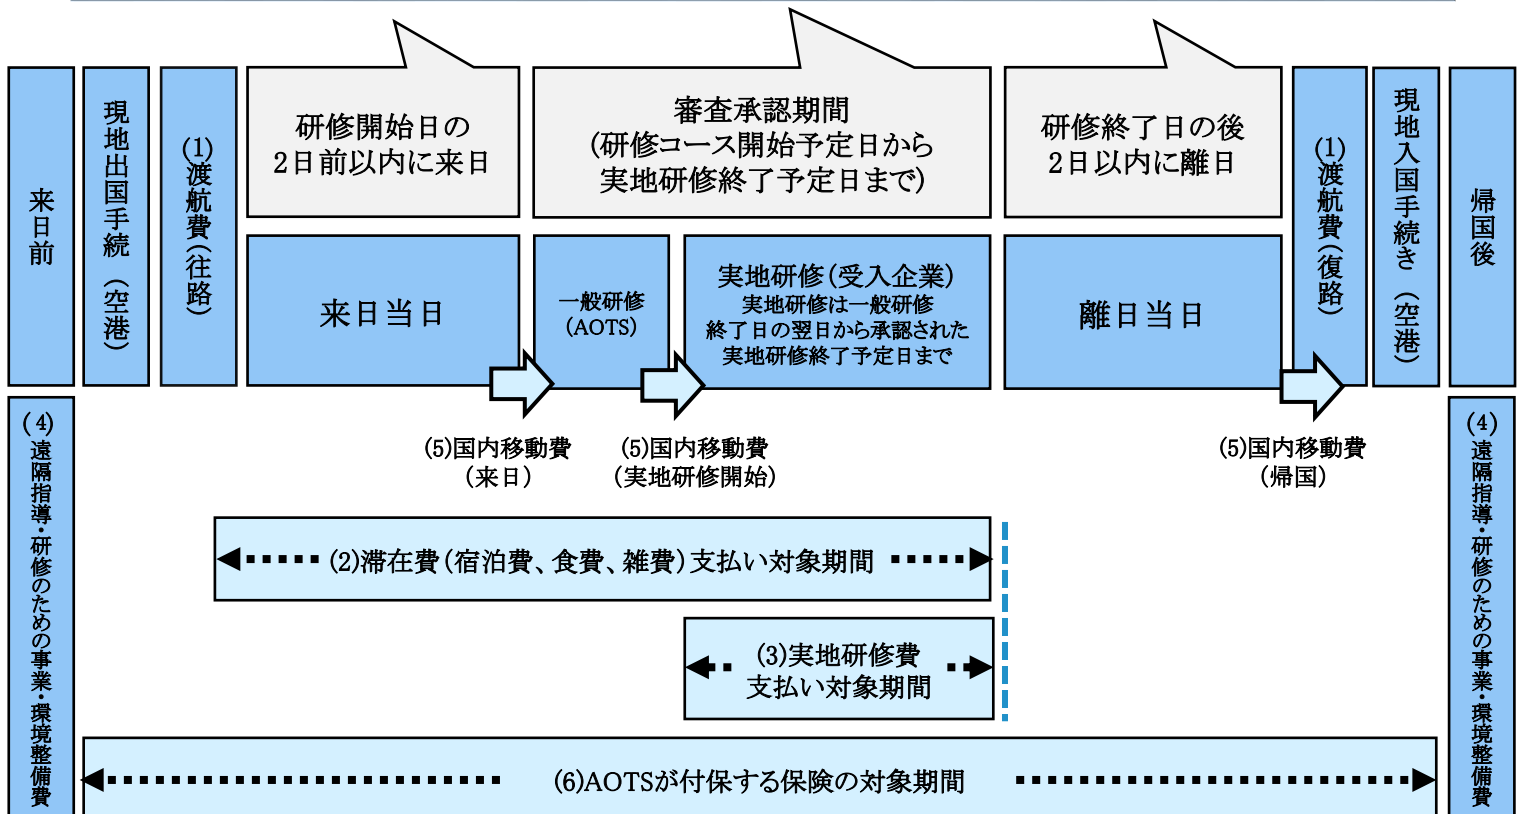 来日前
現地出国手続（空港）
(1)渡航費（往路）
研修開始日の
2日前以内に来日
審査承認期間
（研修コース開始予定日から
実地研修終了予定日まで）
研修終了日の後
2日以内に離日
(1)渡航費（復路）
現地入国手続き（空港）
帰国後
来日当日
一般研修
（AOTS）
実地研修（受入企業）
実地研修は一般研修
終了日の翌日から承認された
実地研修終了予定日まで
離日当日
(4)遠隔指導・研修のための事業・環境整備費
(5)国内移動費
（来日）
(5)国内移動費
（実地研修開始）
(5)国内移動費
（帰国）
(4)遠隔指導・研修のための事業・環境整備費
(2)滞在費（宿泊費、食費、雑費）支払い対象期間
(3)実地研修費
支払い対象期間
(6)AOTSが付保する保険の対象期間